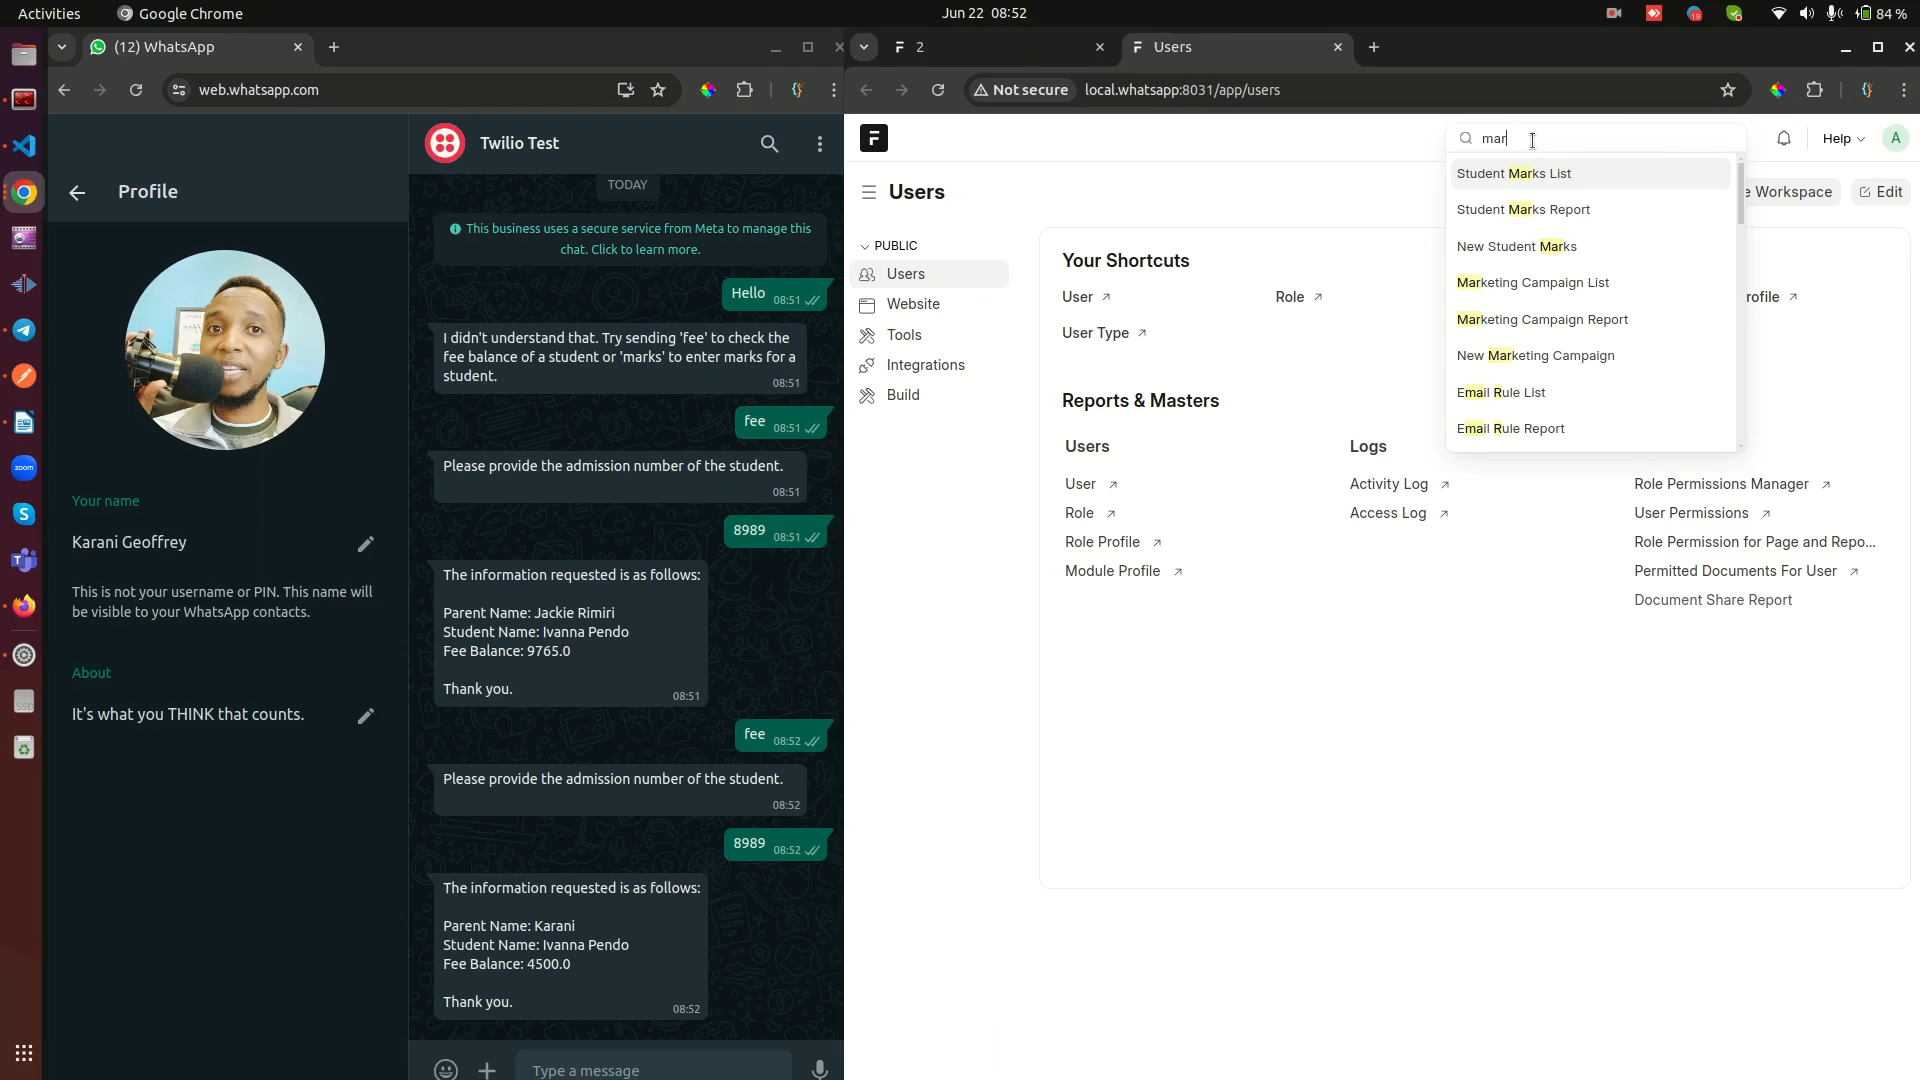 Activities
Google Chrome
Jun 22 08:52
84 %
(12) WhatsApp
web.whatsapp.com
Profile
Your name
Karani Geoffrey
This is not your username or PIN. This name will
be visible to your WhatsApp contacts.
About
It's what you THINK that counts.
Twilio Test
TODAY
This business uses a secure service from Meta to manage this
chat. Click to learn more.
Hello 08:51
I didn't understand that. Try sending 'fee' to check the
fee balance of a student or 'marks' to enter marks for a
student.
08:51
fee 08:51
Please provide the admission number of the student.
08:51
8989 08:51
The information requested is as follows:
Parent Name: Jackie Rimiri
Student Name: Ivanna Pendo
Fee Balance: 9765.0
Thank you.
08:51
fee 08:52
Please provide the admission number of the student.
08:52
8989 08:52
The information requested is as follows:
Parent Name: Karani
Student Name: Ivanna Pendo
Fee Balance: 4500.0
Thank you.
08:52
Type a message
zoom
2
Users
Not secure
local.whatsapp:8031/app/users
mar
Help
A
Users
e Workspace
Edit
Student Marks List
Student Marks Report
New Student Marks
Marketing Campaign List
Marketing Campaign Report
New Marketing Campaign
Email Rule List
Email Rule Report
PUBLIC
Users
Website
Tools
Integrations
Build
Your Shortcuts
User
Role
rofile
User Type
Reports & Masters
Users
User
Role
Role Profile
Module Profile
Logs
Activity Log
Access Log
Role Permissions Manager
User Permissions
Role Permission for Page and Repo...
Permitted Documents For User
Document Share Report